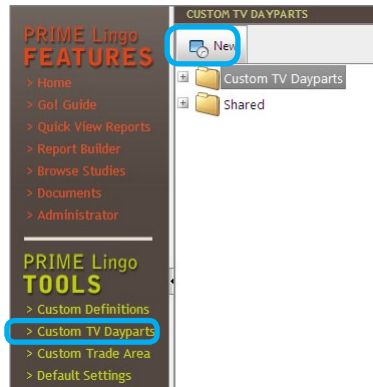 CUSTOM TV DAYPARTS
PRIME Lingo
FEATURES
> Home
> Go! Guide
> Quick View Reports
> Report Builder
> Browse Studies
> Documents
> Administrator
PRIME Lingo
TOOLS
> Custom Definitions
> Custom TV Dayparts
> Custom Trade Area
> Default Settings
New
Custom TV Dayparts
Shared